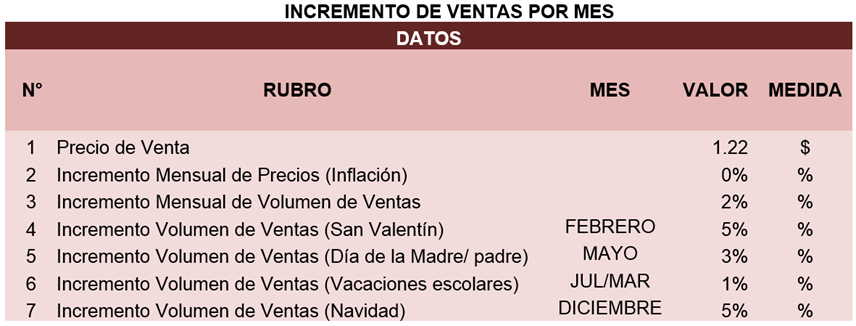 INCREMENTO DE VENTAS POR MES
DATOS
N° RUBRO MES VALOR MEDIDA
1 Precio de Venta 1.22 $
2 Incremento Mensual de Precios (Inflación) 0% %
3 Incremento Mensual de Volumen de Ventas 2% %
4 Incremento Volumen de Ventas (San Valentín) FEBRERO 5% %
5 Incremento Volumen de Ventas (Día de la Madre/ padre) MAYO 3% %
6 Incremento Volumen de Ventas (Vacaciones escolares) JUL/MAR 1% %
7 Incremento Volumen de Ventas (Navidad) DICIEMBRE 5% %